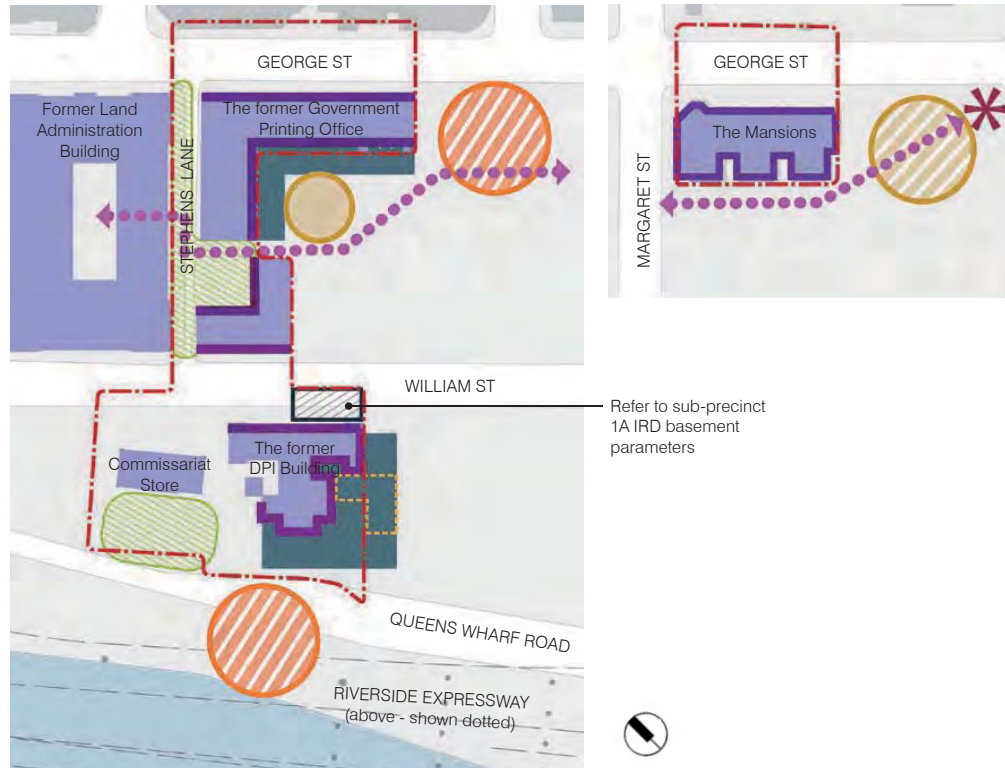 GEORGE ST
Former Land
Administration
Building
The former Government
Printing Office
STEPHENS LANE
WILLIAM ST
The former
DPI Building
Commissariat
Store
QUEENS WHARF ROAD
RIVERSIDE EXPRESSWAY
(above - shown dotted)
GEORGE ST
The Mansions
MARGARET ST
Refer to sub-precinct
1A IRD basement
parameters